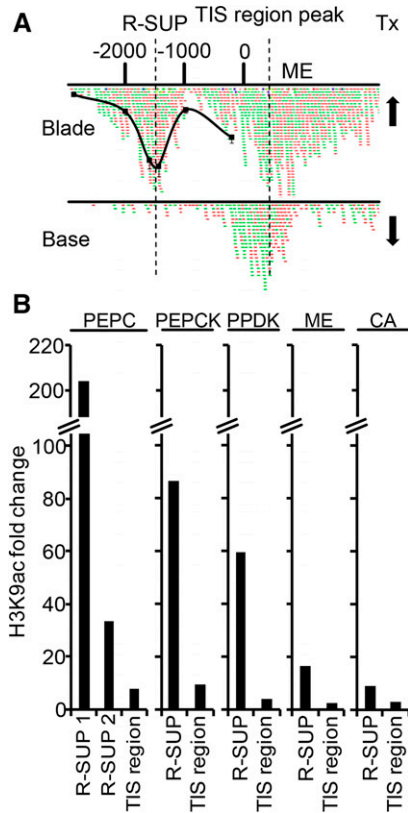 A
R-SUP TIS region peak Tx
-2000 -1000 0
ME
Blade
Base
B
PEPC PEPCK PPDK ME CA
H3K9ac fold change
220
200
100
80
60
40
20
0
R-SUP 1
R-SUP 2
TIS region
R-SUP
TIS region
R-SUP
TIS region
R-SUP
TIS region
R-SUP
TIS region